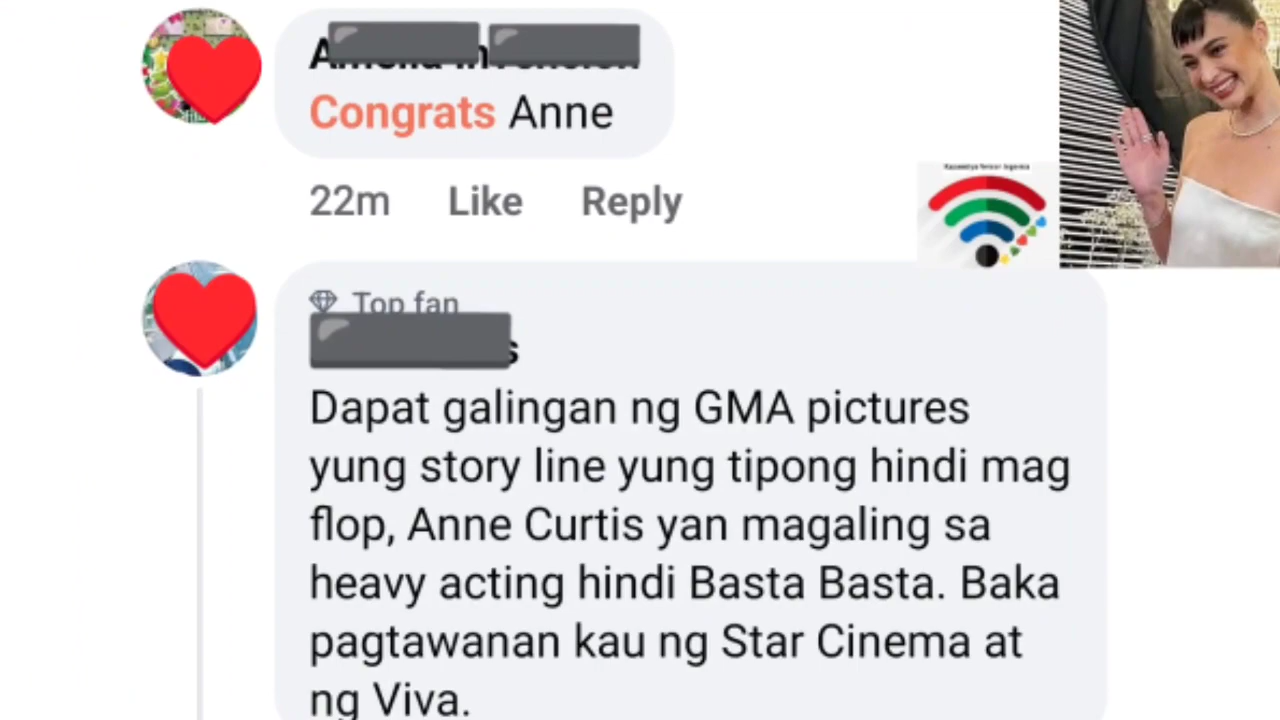 Congrats Anne
22m Like Reply
Top fan
Dapat galingan ng GMA pictures
yung story line yung tipong hindi mag
flop, Anne Curtis yan magaling sa
heavy acting hindi Basta Basta. Baka
pagtawanan kau ng Star Cinema at
ng Viva.